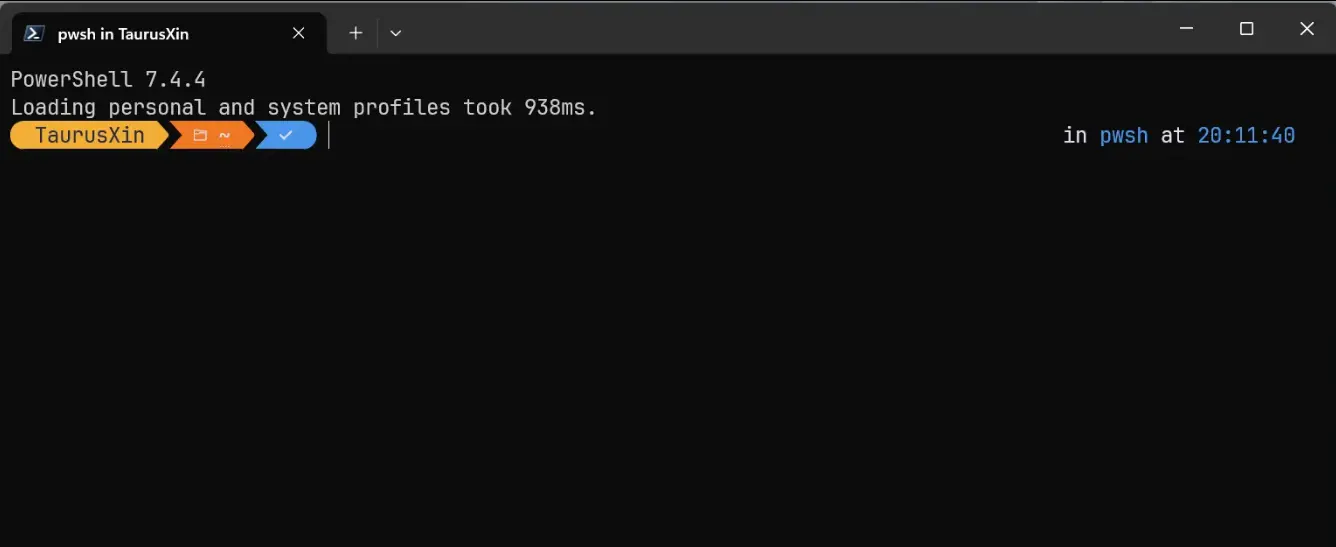 pwsh in TaurusXin
PowerShell 7.4.4
Loading personal and system profiles took 938ms.
TaurusXin ~ in pwsh at 20:11:40